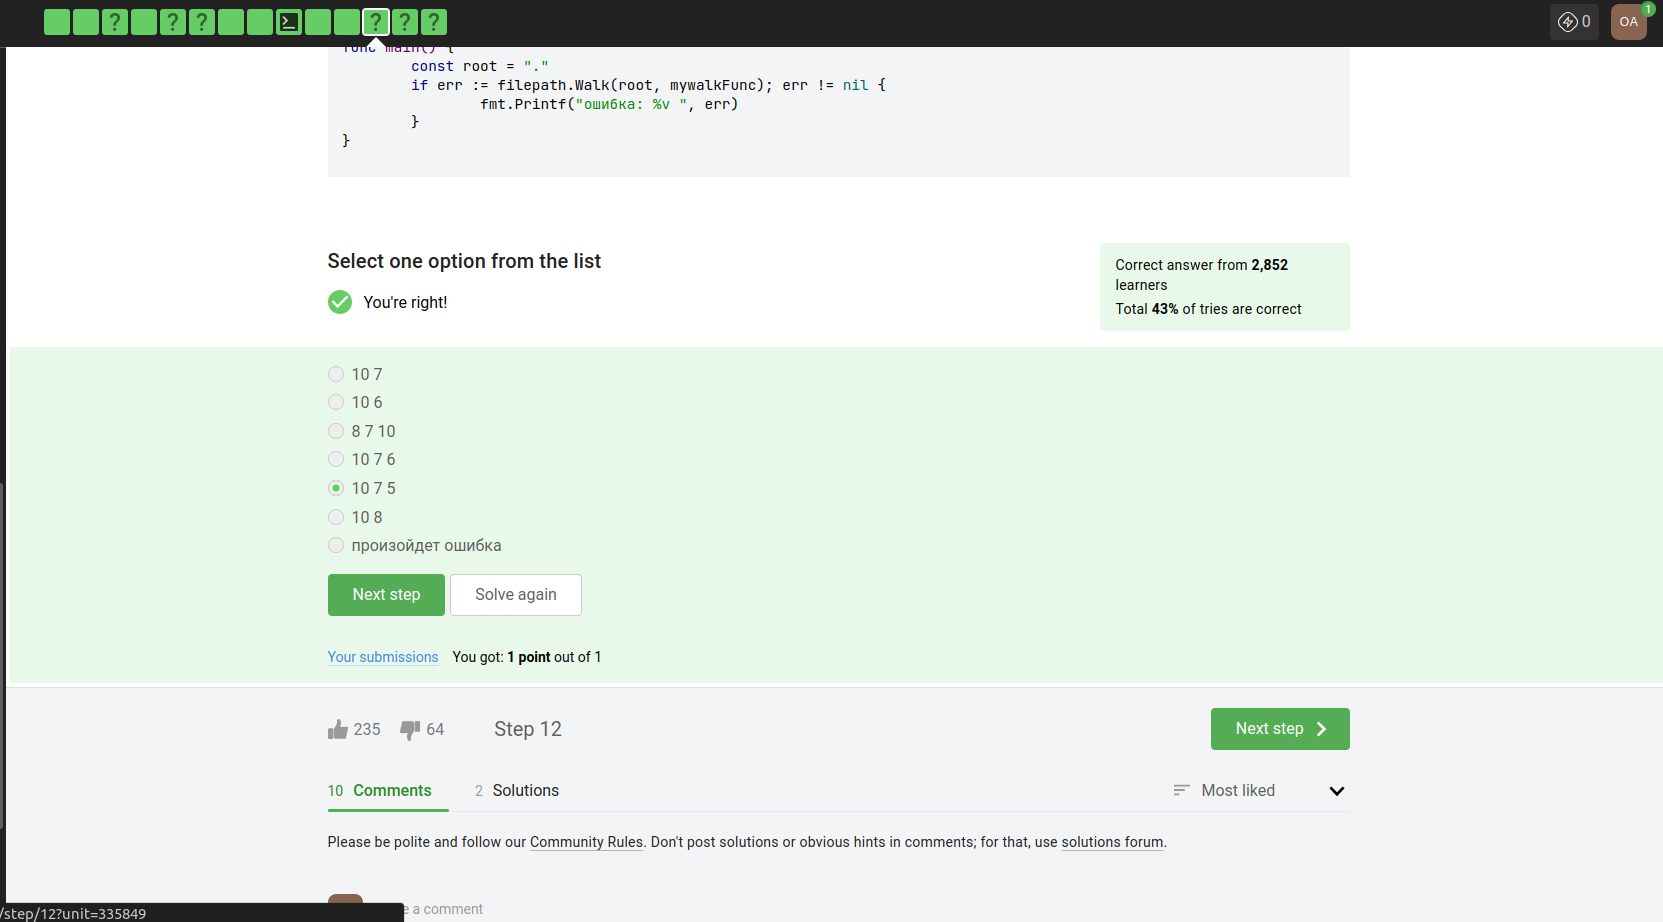 ? ? ? ? ? ?
0
OA
1
func main() {
const root = "."
if err := filepath.Walk(root, mywalkFunc); err != nil {
fmt.Printf("ошибка: %v ", err)
}
}
Select one option from the list
You're right!
Correct answer from 2,852
learners
Total 43% of tries are correct
10 7
10 6
8 7 10
10 7 6
10 7 5
10 8
произойдет ошибка
Next step
Solve again
Your submissions
You got: 1 point out of 1
235
64
Step 12
Next step
10 Comments
2 Solutions
Most liked
Please be polite and follow our Community Rules. Don't post solutions or obvious hints in comments; for that, use solutions forum.
a comment
/step/12?unit=335849